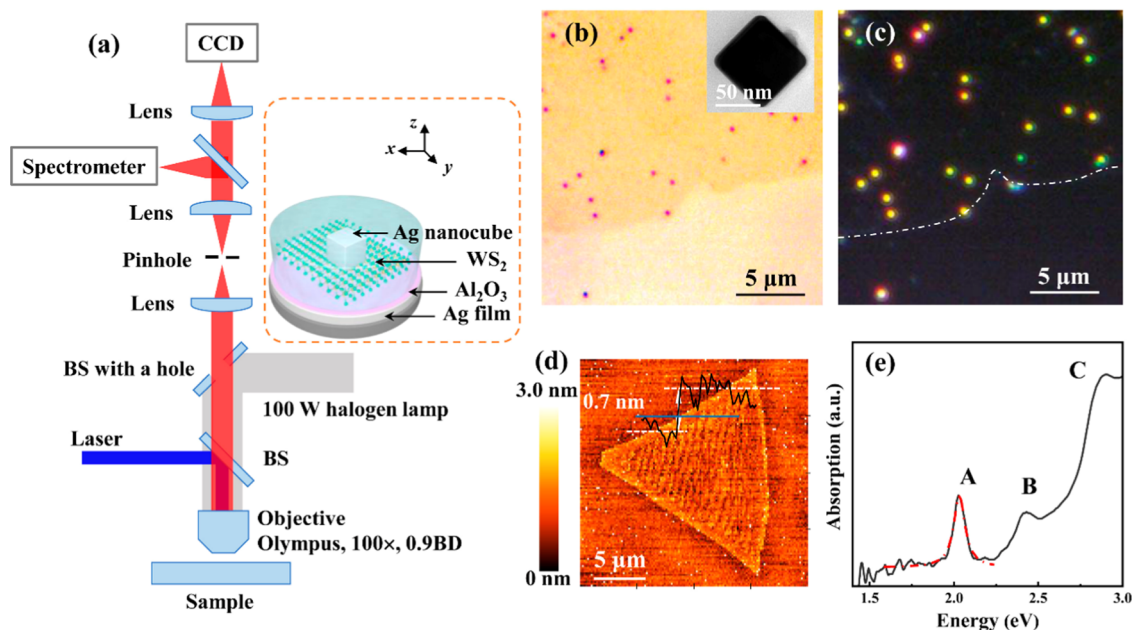 (a)
CCD
Lens
Spectrometer
Lens
Pinhole
Lens
BS with a hole
100 W halogen lamp
Laser
BS
Objective
Olympus, 100×, 0.9BD
Sample
z
x
y
Ag nanocube
WS2
Al2O3
Ag film
(b)
50 nm
5 μm
(c)
5 μm
(d)
3.0 nm
0 nm
0.7 nm
5 μm
(e)
A
B
C
Absorption (a.u.)
1.5 2.0 2.5 3.0
Energy (eV)